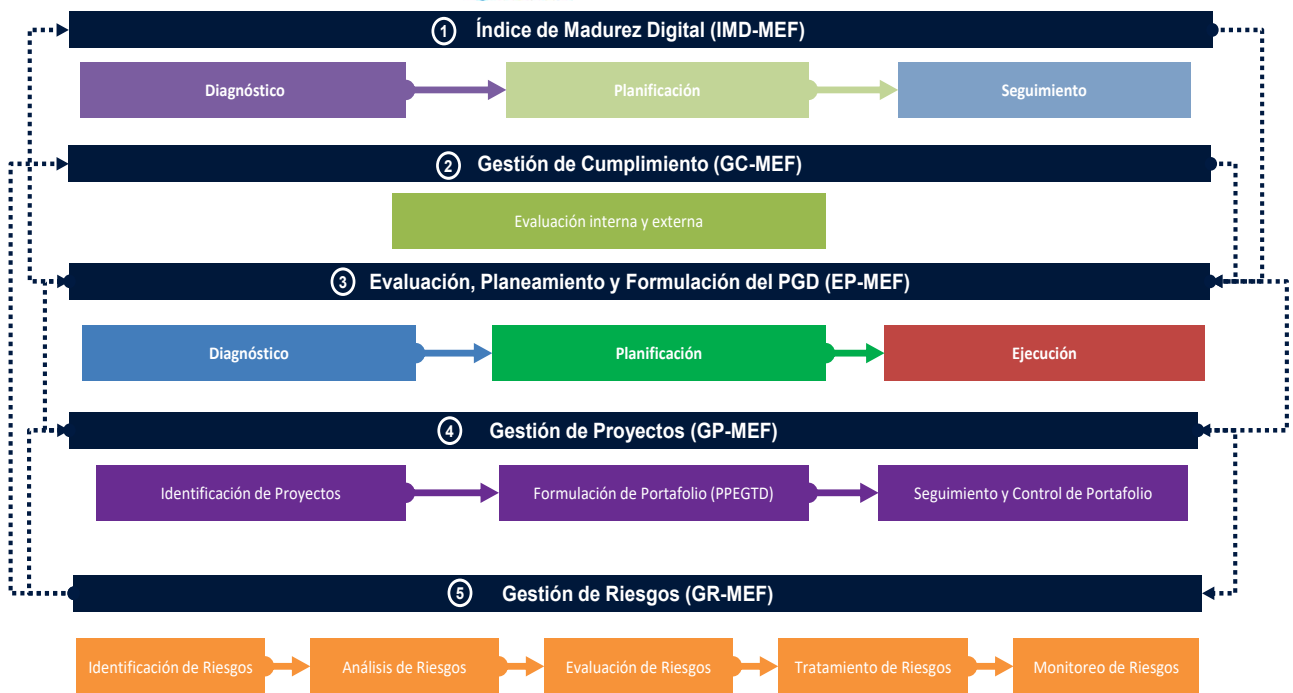 1 Índice de Madurez Digital (IMD-MEF)
Diagnóstico
Planificación
Seguimiento
2 Gestión de Cumplimiento (GC-MEF)
Evaluación interna y externa
3 Evaluación, Planeamiento y Formulación del PGD (EP-MEF)
Diagnóstico
Planificación
Ejecución
4 Gestión de Proyectos (GP-MEF)
Identificación de Proyectos
Formulación de Portafolio (PPEGTD)
Seguimiento y Control de Portafolio
5 Gestión de Riesgos (GR-MEF)
Identificación de Riesgos
Análisis de Riesgos
Evaluación de Riesgos
Tratamiento de Riesgos
Monitoreo de Riesgos